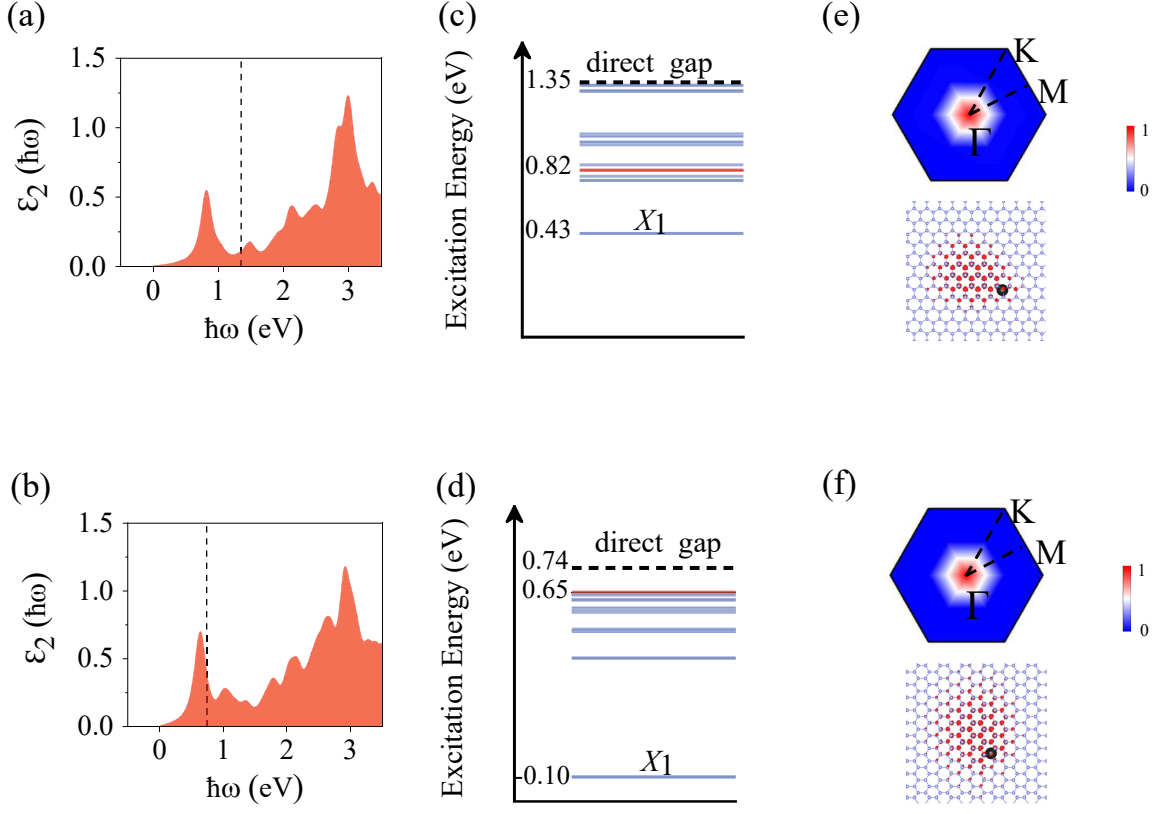 (a)
1.5
1.0
0.5
0.0
ε2 (ħω)
0 1 2 3
ħω (eV)
(c)
Excitation Energy (eV)
direct gap
1.35
0.82
0.43
X1
(e)
K
M
Γ
1
0
(b)
1.5
1.0
0.5
0.0
ε2 (ħω)
0 1 2 3
ħω (eV)
(d)
Excitation Energy (eV)
direct gap
0.74
0.65
-0.10
X1
(f)
K
M
Γ
1
0